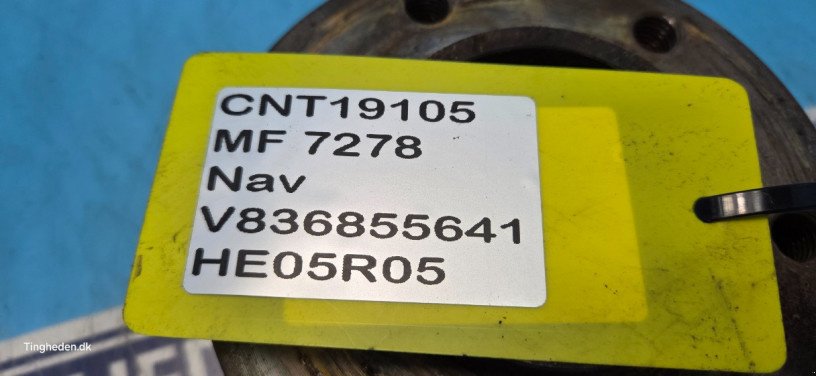 CNT19105
MF 7278
Nav
V836855641
HE05R05
Tingheden.dk